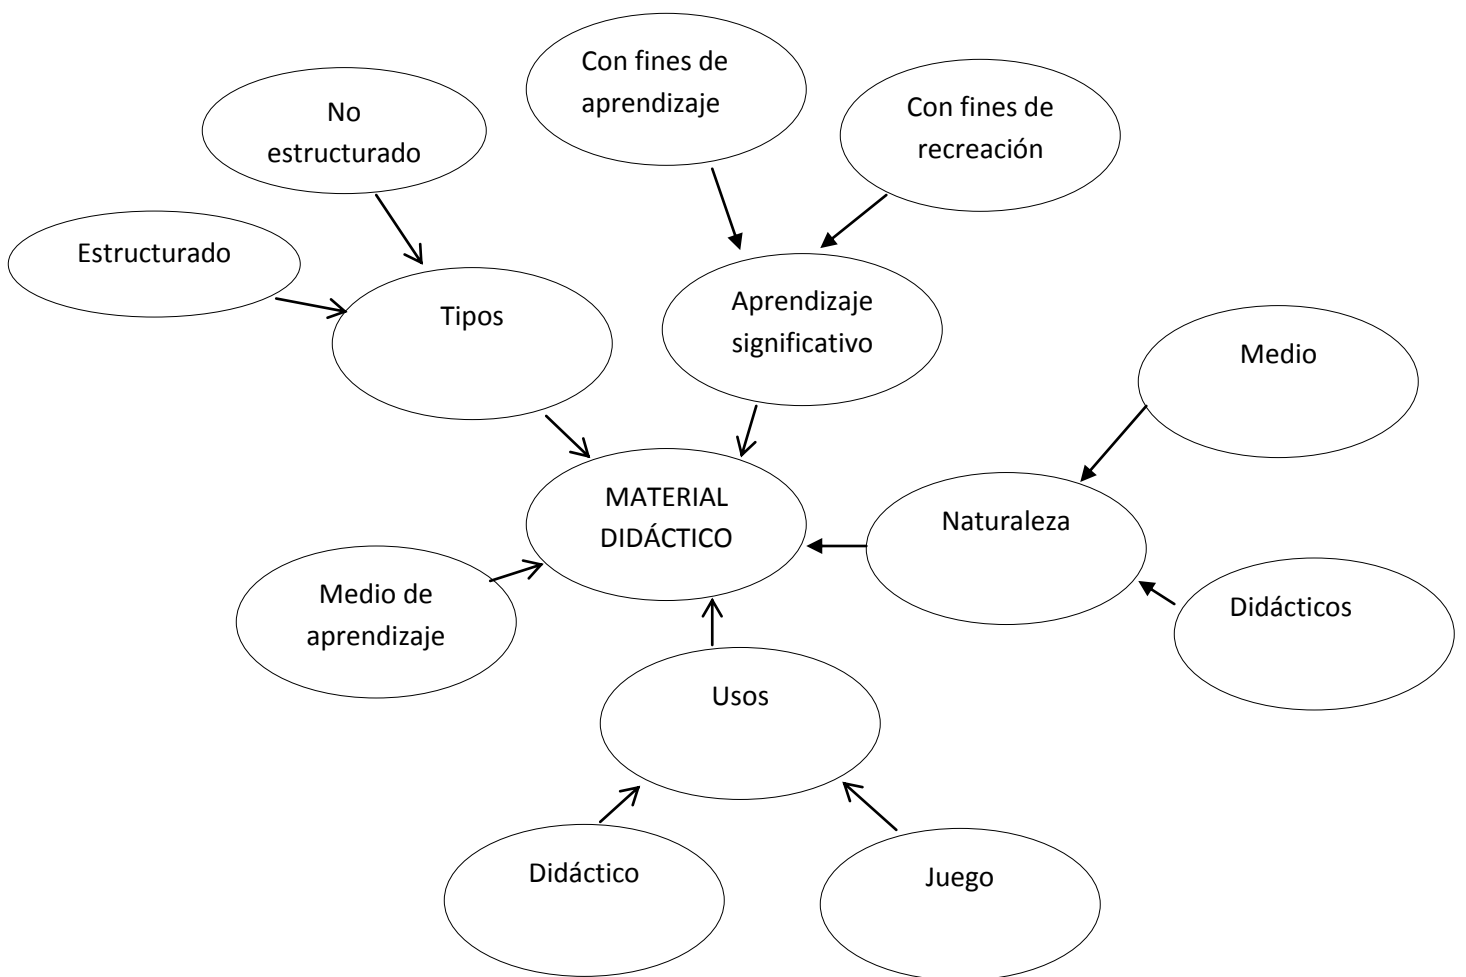 Con fines de
aprendizaje
No
estructurado
Con fines de
recreación
Estructurado
Tipos
Aprendizaje
significativo
Medio
MATERIAL
DIDÁCTICO
Naturaleza
Medio de
aprendizaje
Didácticos
Usos
Didáctico
Juego